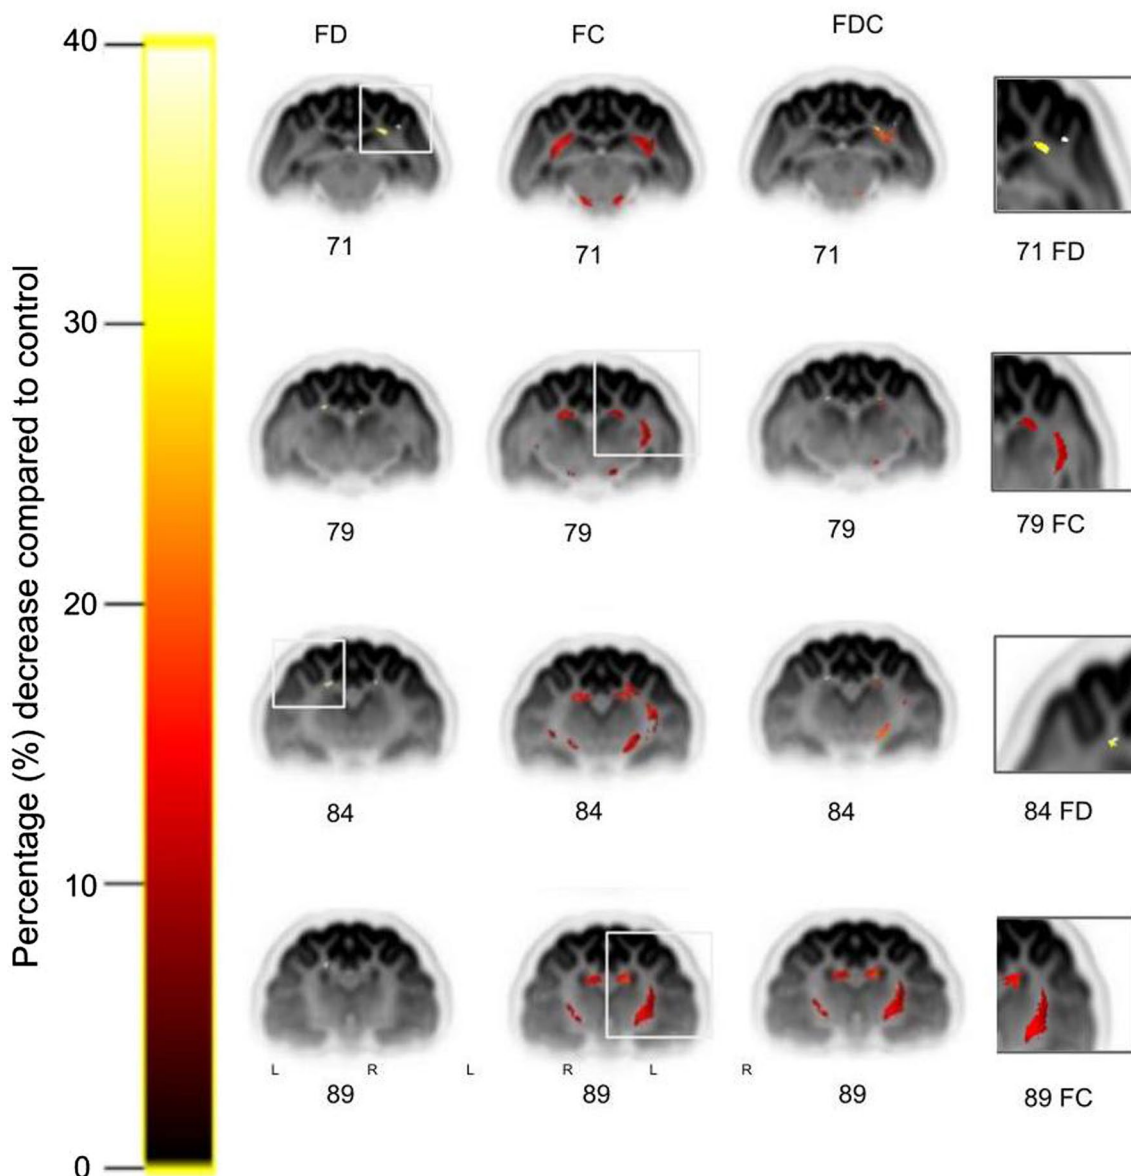 Percentage (%) decrease compared to control
40
30
20
10
0
FD FC FDC
71 71 71 71 FD
79 79 79 79 FC
84 84 84 84 FD
L R L R L R
89 89 89 89 FC